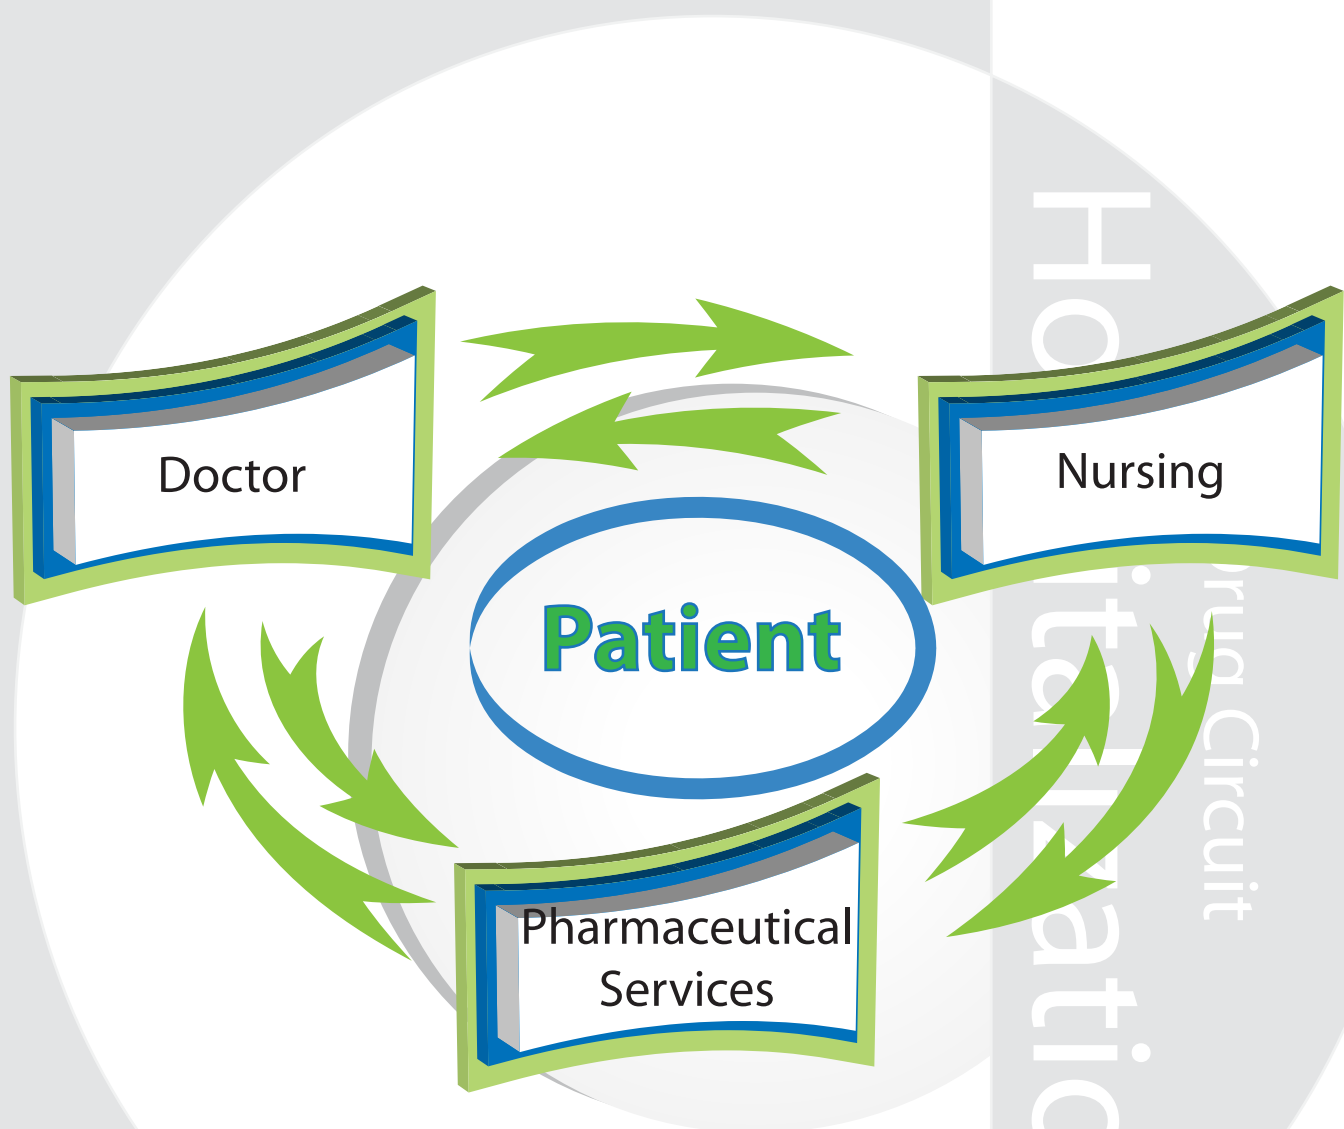 Doctor
Nursing
Patient
Pharmaceutical
Services
Circuit